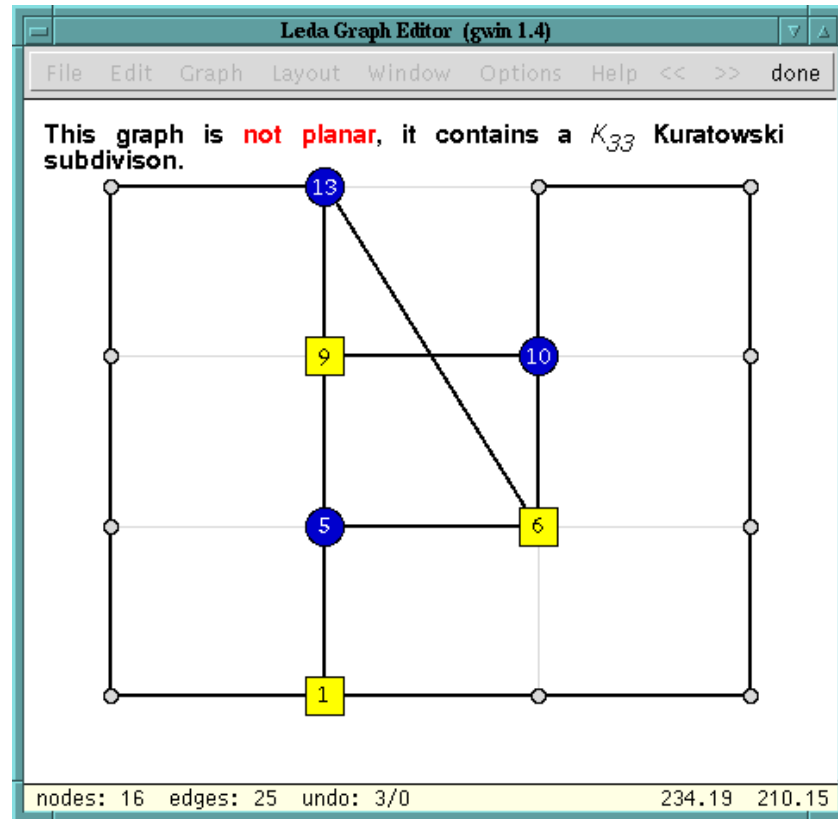 Leda Graph Editor (gwin 1.4)
File Edit Graph Layout Window Options Help << >> done
This graph is not planar, it contains a K33 Kuratowski
subdivison.
13
9 10
5 6
1
nodes: 16 edges: 25 undo: 3/0 234.19 210.15